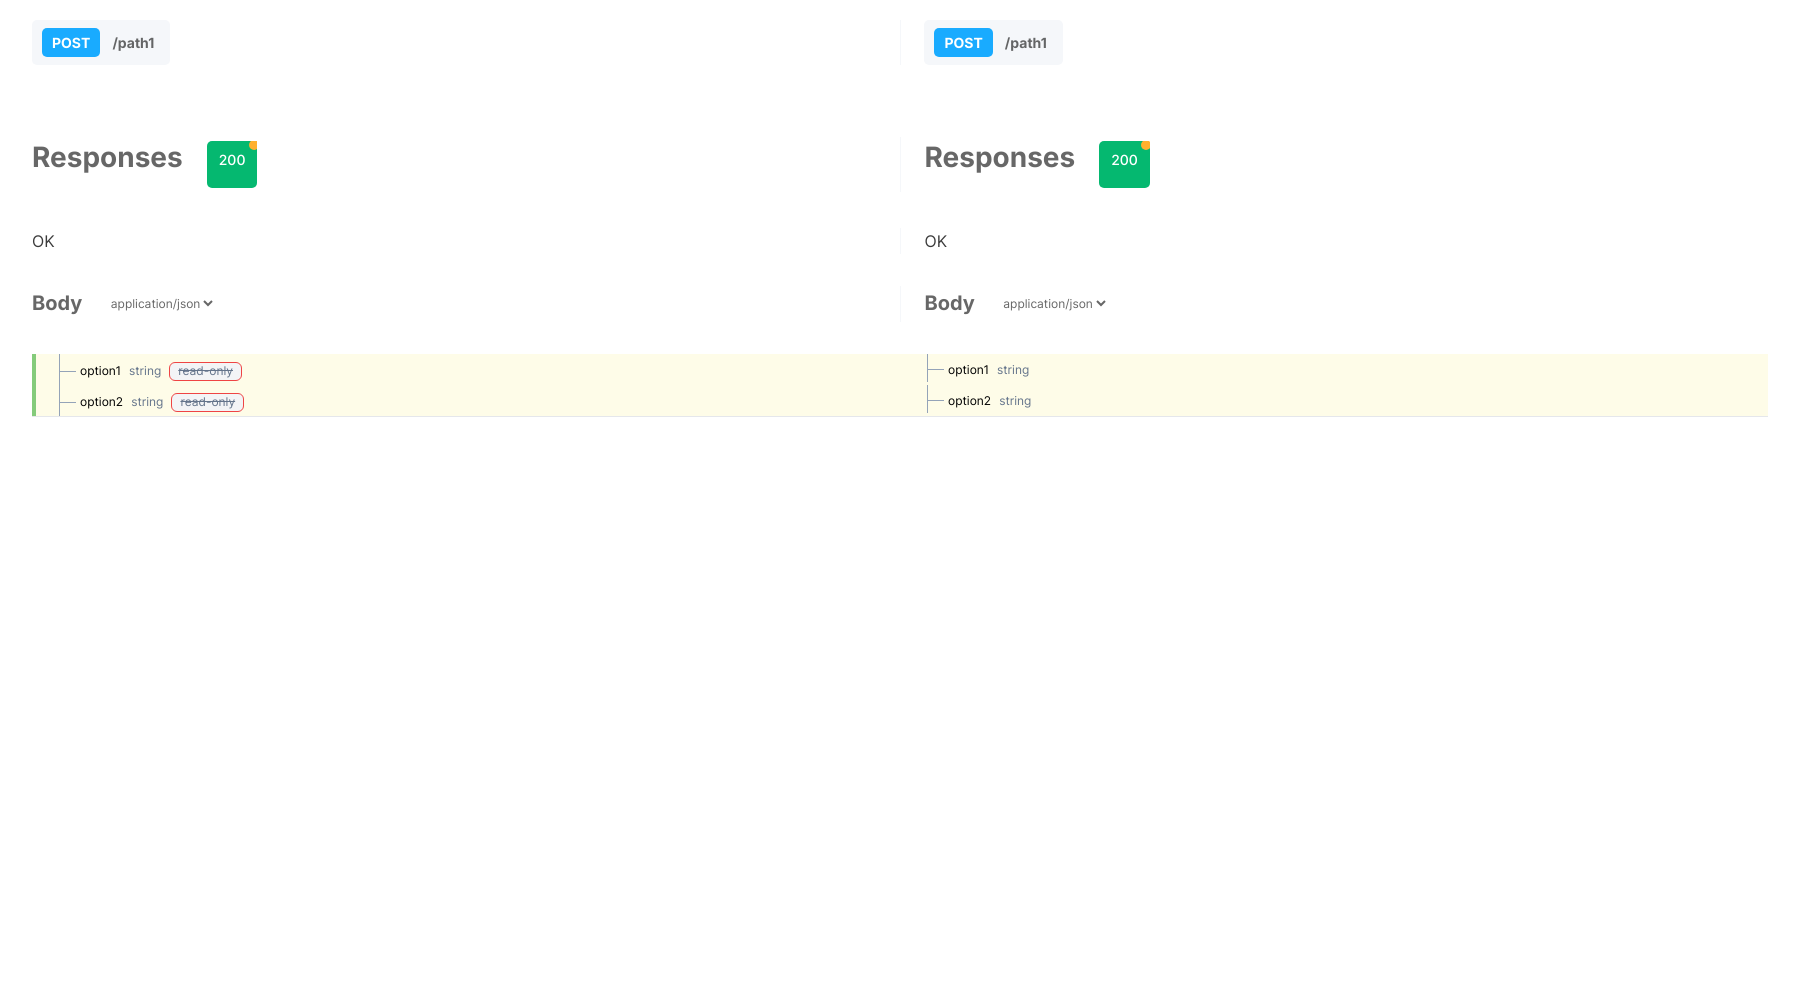 POST /path1 POST /path1
Responses 200 Responses 200
OK OK
Body application/json Body application/json
option1 string read-only option1 string
option2 string read-only option2 string